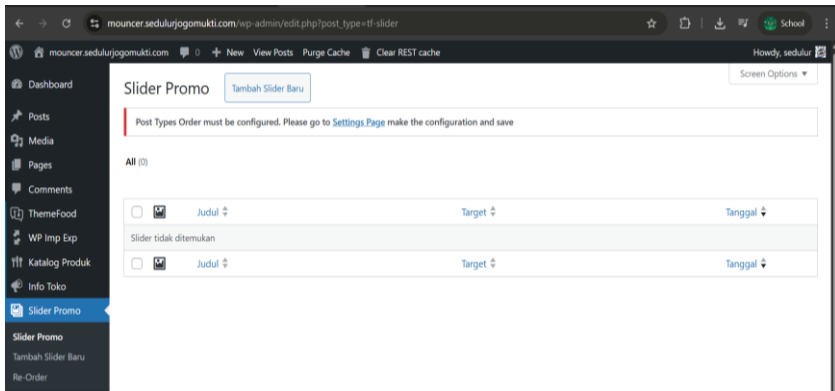 mouncer.sedulurjogomukti.com/wp-admin/edit.php?post_type=tf-slider
School
mouncer.sedulurjogomukti.com 0 + New View Posts Purge Cache Clear REST cache
Howdy, sedulur
Screen Options ▼
Dashboard
Posts
Media
Pages
Comments
ThemeFood
WP Imp Exp
Katalog Produk
Info Toko
Slider Promo
Slider Promo
Tambah Slider Baru
Re-Order
Slider Promo
Tambah Slider Baru
Post Types Order must be configured. Please go to Settings Page make the configuration and save
All (0)
Judul Target Tanggal
Slider tidak ditemukan
Judul Target Tanggal